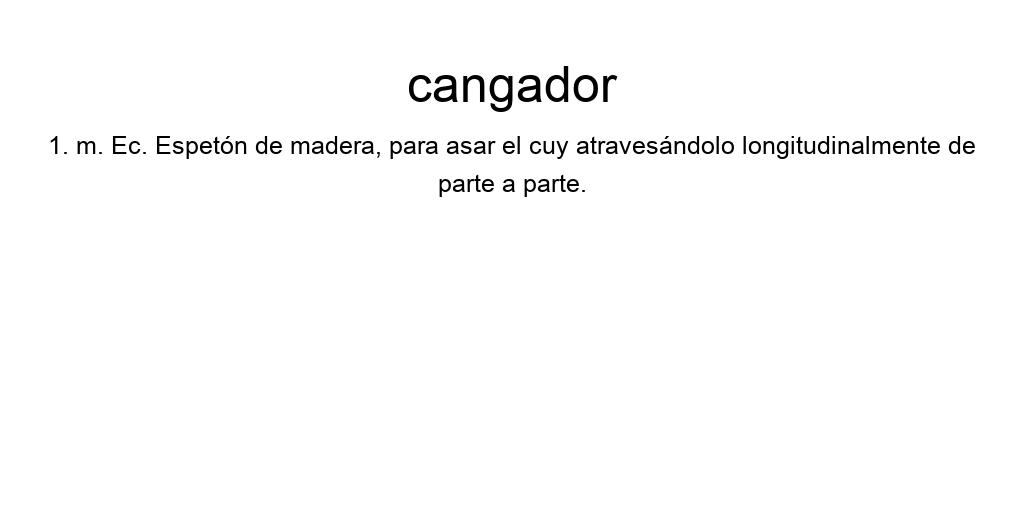 cangador
1. m. Ec. Espetón de madera, para asar el cuy atravesándolo longitudinalmente de
parte a parte.